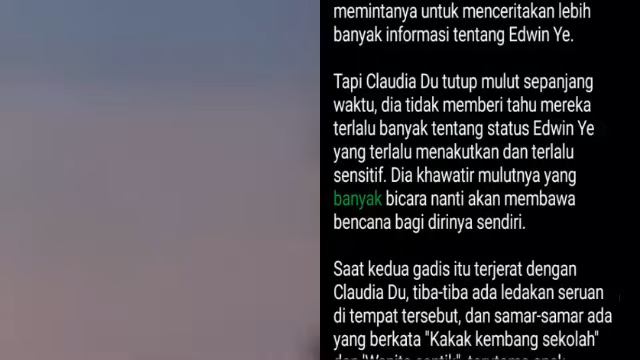 memintanya untuk menceritakan lebih
banyak informasi tentang Edwin Ye.
Tapi Claudia Du tutup mulut sepanjang
waktu, dia tidak memberi tahu mereka
terlalu banyak tentang status Edwin Ye
yang terlalu menakutkan dan terlalu
sensitif. Dia khawatir mulutnya yang
banyak bicara nanti akan membawa
bencana bagi dirinya sendiri.
Saat kedua gadis itu terjerat dengan
Claudia Du, tiba-tiba ada ledakan seruan
di tempat tersebut, dan samar-samar ada
yang berkata "Kakak kembang sekolah"